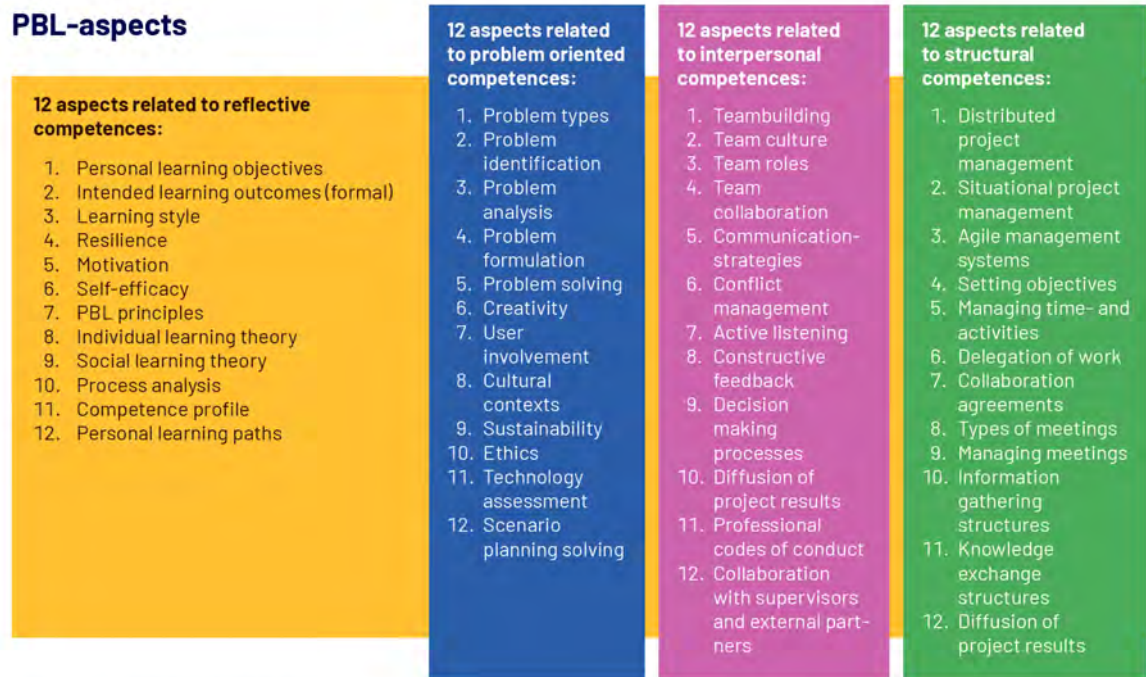 PBL-aspects
12 aspects related to reflective
competences:
1. Personal learning objectives
2. Intended learning outcomes (formal)
3. Learning style
4. Resilience
5. Motivation
6. Self-efficacy
7. PBL principles
8. Individual learning theory
9. Social learning theory
10. Process analysis
11. Competence profile
12. Personal learning paths
12 aspects related
to problem oriented
competences:
1. Problem types
2. Problem
identification
3. Problem
analysis
4. Problem
formulation
5. Problem solving
6. Creativity
7. User
involvement
8. Cultural
contexts
9. Sustainability
10. Ethics
11. Technology
assessment
12. Scenario
planning solving
12 aspects related
to interpersonal
competences:
1. Teambuilding
2. Team culture
3. Team roles
4. Team
collaboration
5. Communication-
strategies
6. Conflict
management
7. Active listening
8. Constructive
feedback
9. Decision
making
processes
10. Diffusion of
project results
11. Professional
codes of conduct
12. Collaboration
with supervisors
and external part-
ners
12 aspects related
to structural
competences:
1. Distributed
project
management
2. Situational project
management
3. Agile management
systems
4. Setting objectives
5. Managing time- and
activities
6. Delegation of work
7. Collaboration
agreements
8. Types of meetings
9. Managing meetings
10. Information
gathering
structures
11. Knowledge
exchange
structures
12. Diffusion of
project results